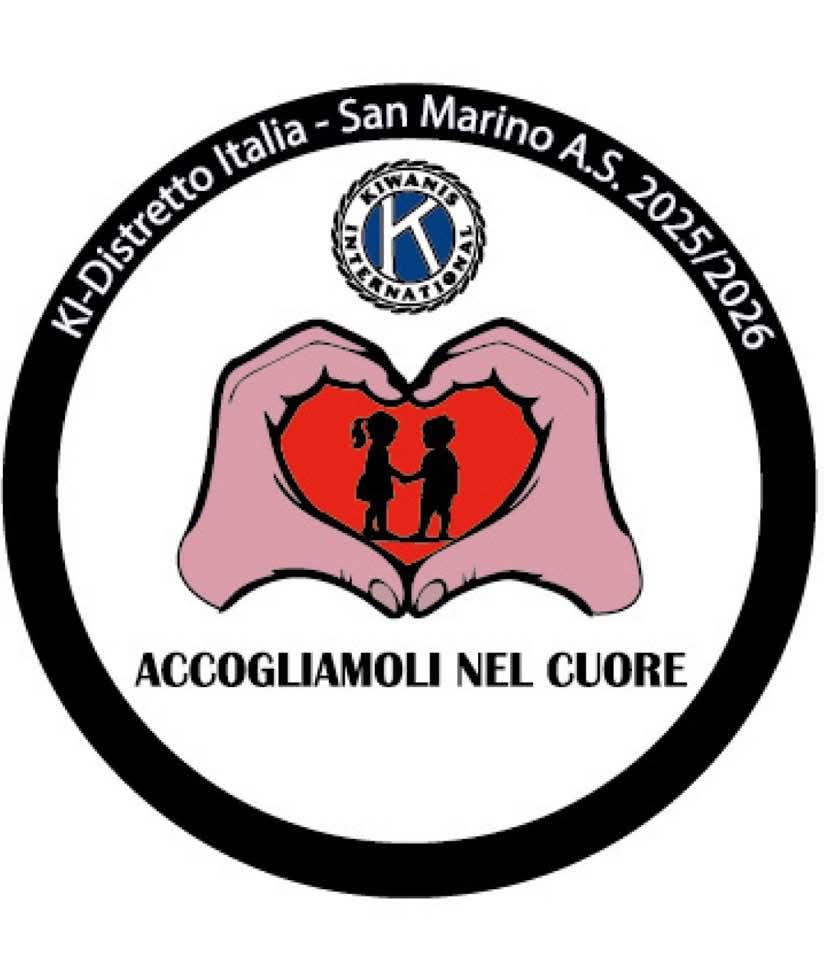 KI-Distretto Italia - San Marino A.S. 2025/2026
KIWANIS
K
INTERNATIONAL
ACCOGLIAMOLI NEL CUORE